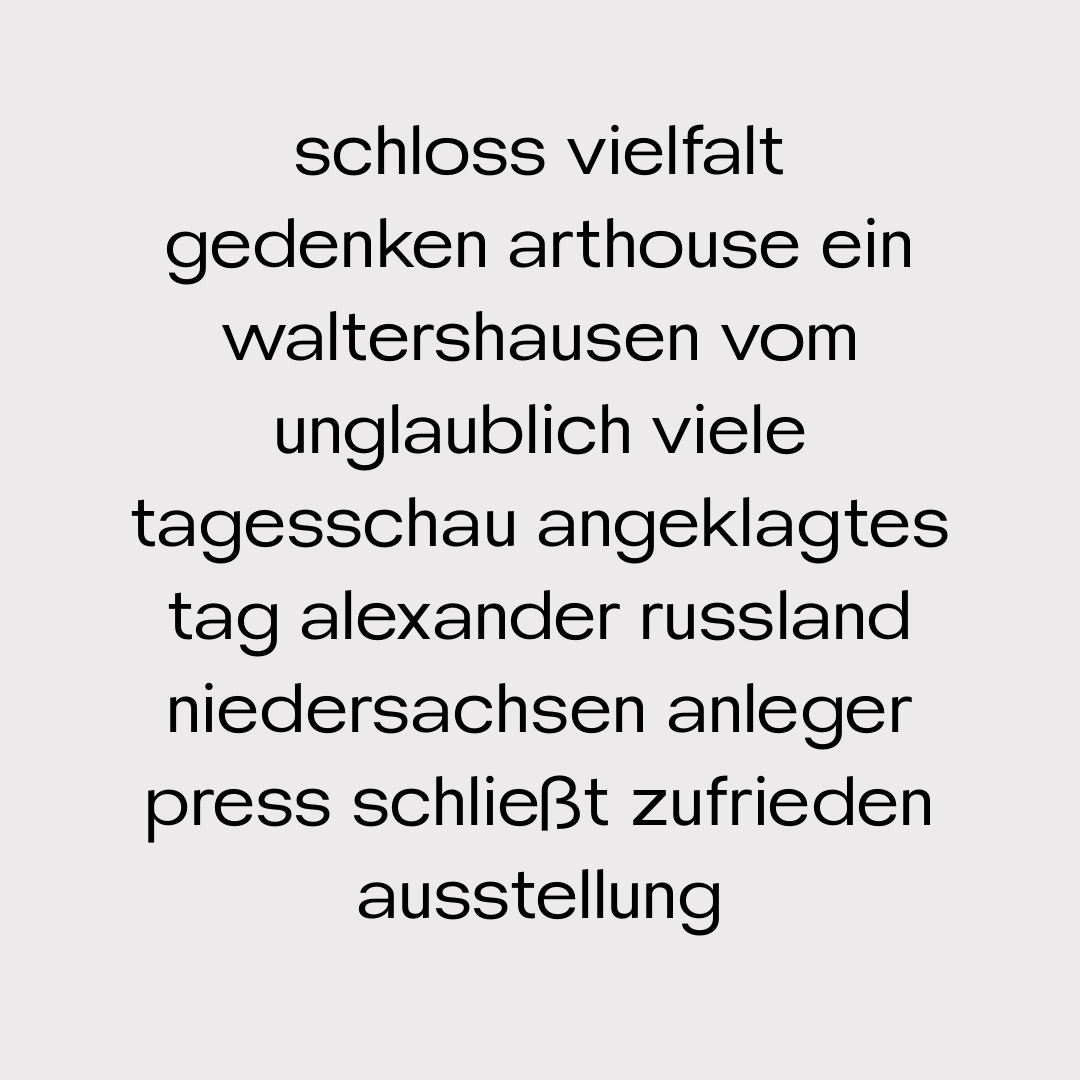 schloss vielfalt
gedenken arthouse ein
waltershausen vom
unglaublich viele
tagesschau angeklagtes
tag alexander russland
niedersachsen anleger
press schließt zufrieden
ausstellung